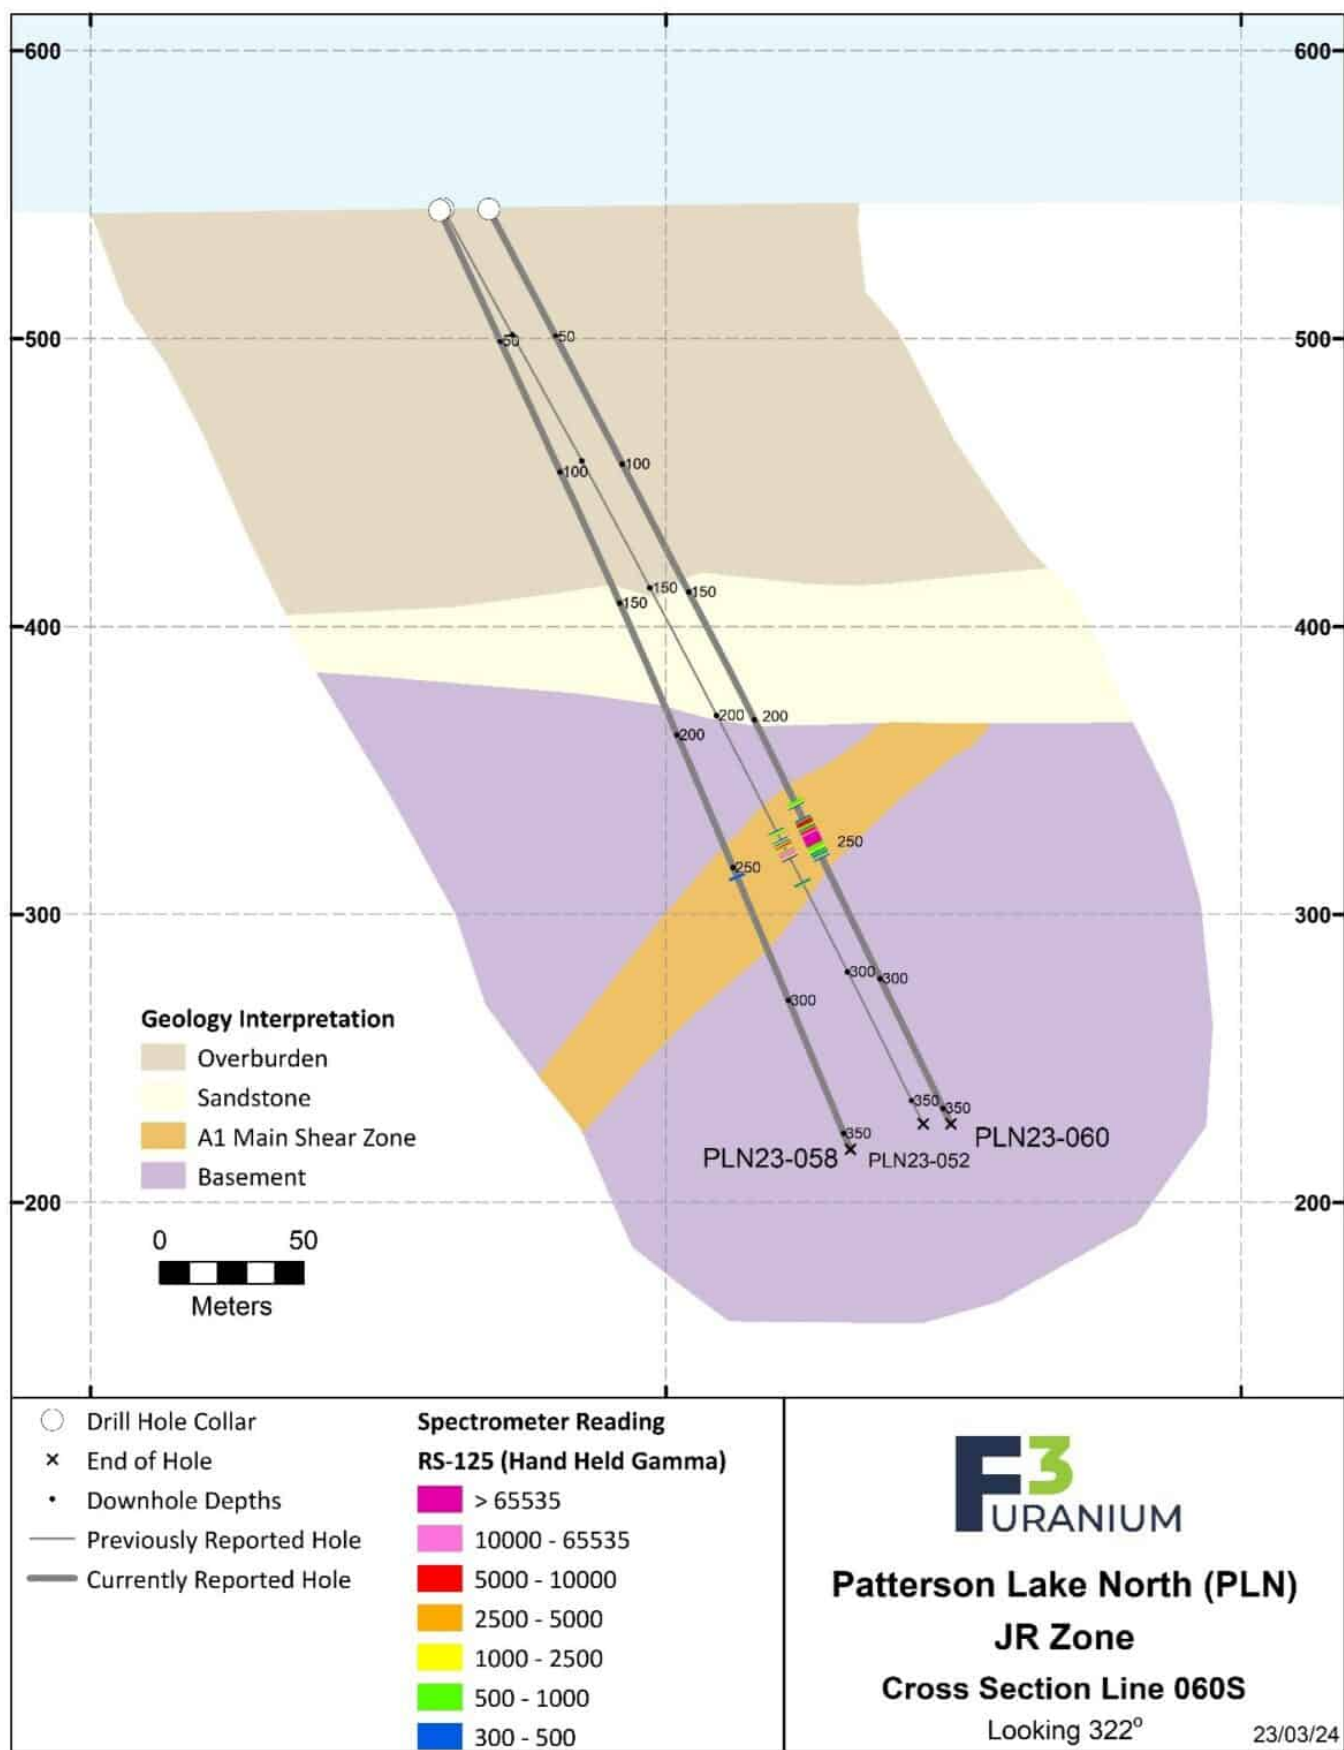 600
600
500
500
400
400
300
300
200
200
50
50
100
100
150
150
150
200
200
200
250
250
300
300
300
350
350
350
PLN23-058
PLN23-052
PLN23-060
Geology Interpretation
Overburden
Sandstone
A1 Main Shear Zone
Basement
0 50
Meters
Drill Hole Collar
End of Hole
Downhole Depths
Previously Reported Hole
Currently Reported Hole
Spectrometer Reading
RS-125 (Hand Held Gamma)
> 65535
10000 - 65535
5000 - 10000
2500 - 5000
1000 - 2500
500 - 1000
300 - 500
F3
URANIUM
Patterson Lake North (PLN)
JR Zone
Cross Section Line 060S
Looking 322°
23/03/24